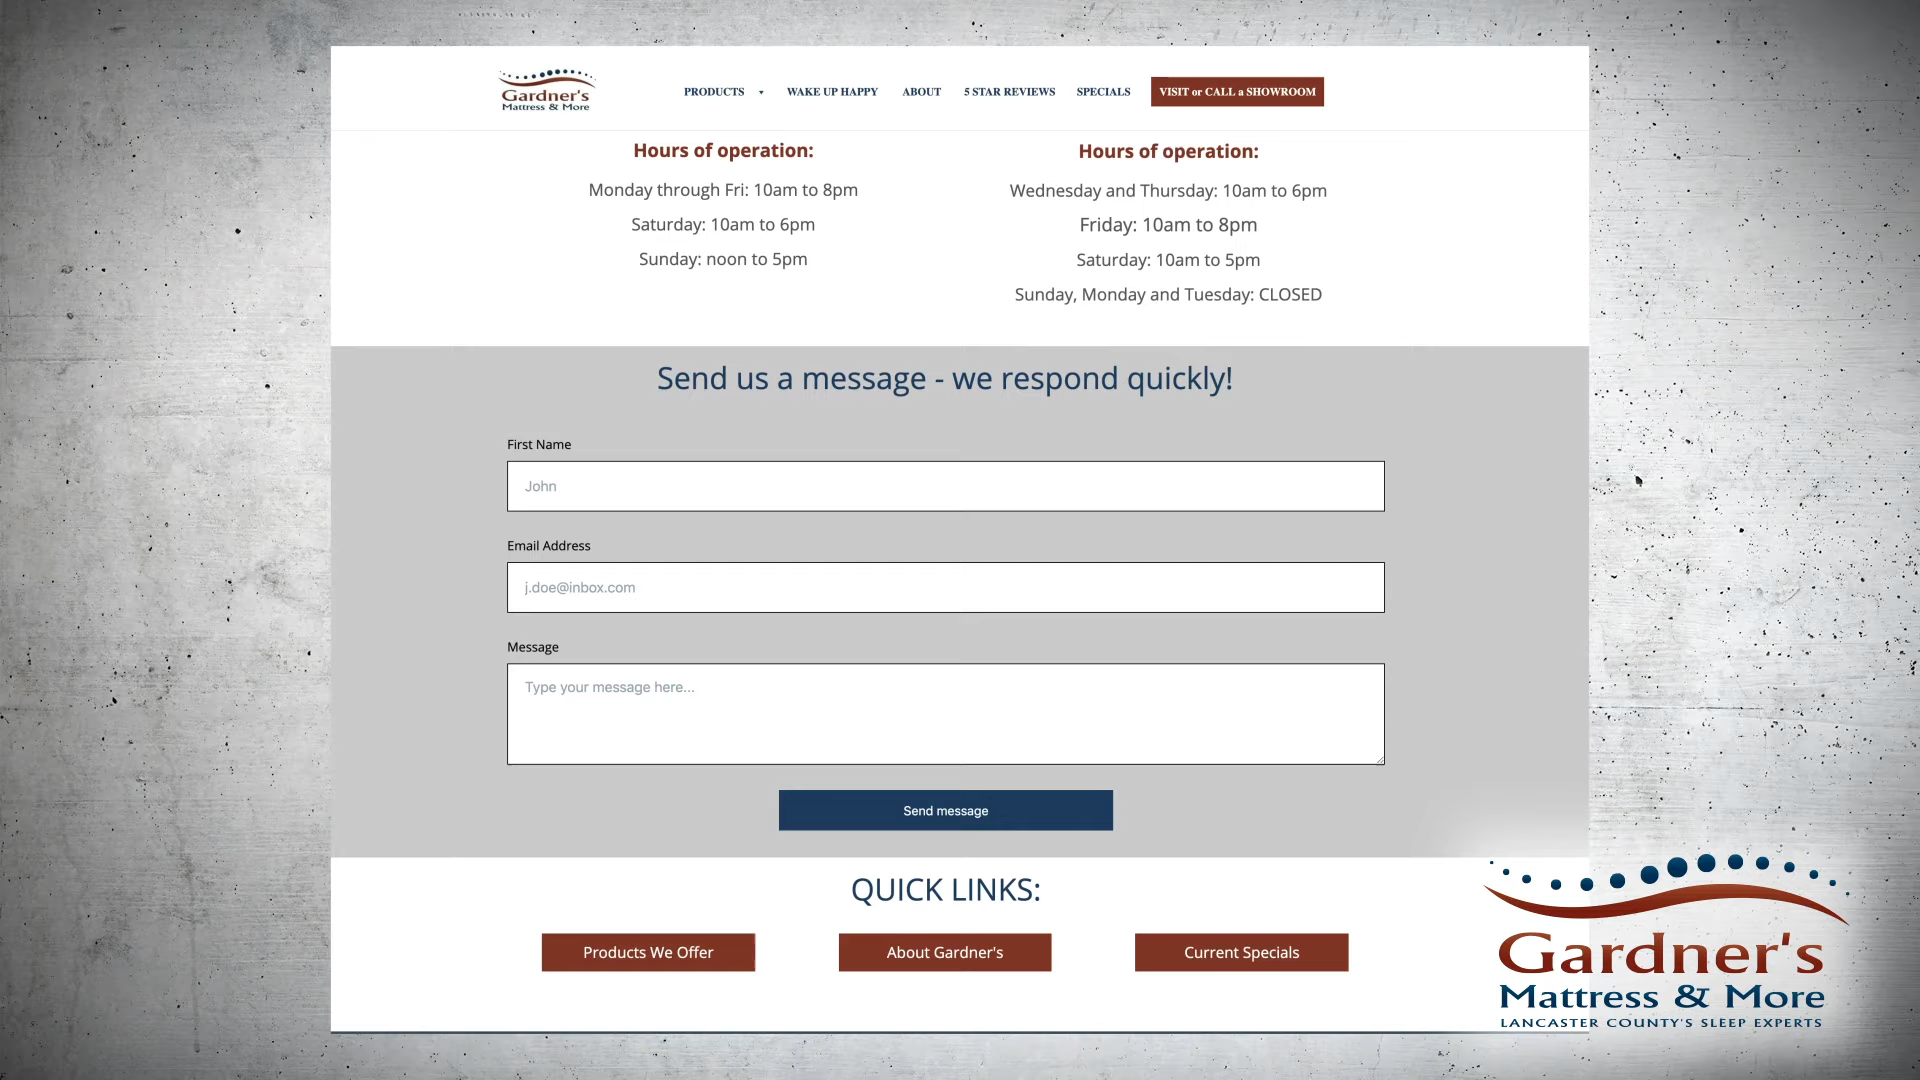 Gardner's
Mattress & More
PRODUCTS
WAKE UP HAPPY
ABOUT
5 STAR REVIEWS
SPECIALS
VISIT or CALL a SHOWROOM
Hours of operation:
Monday through Fri: 10am to 8pm
Saturday: 10am to 6pm
Sunday: noon to 5pm
Hours of operation:
Wednesday and Thursday: 10am to 6pm
Friday: 10am to 8pm
Saturday: 10am to 5pm
Sunday, Monday and Tuesday: CLOSED
Send us a message - we respond quickly!
First Name
John
Email Address
j.doe@inbox.com
Message
Type your message here...
Send message
QUICK LINKS:
Products We Offer
About Gardner's
Current Specials
Gardner's
Mattress & More
LANCASTER COUNTY'S SLEEP EXPERTS